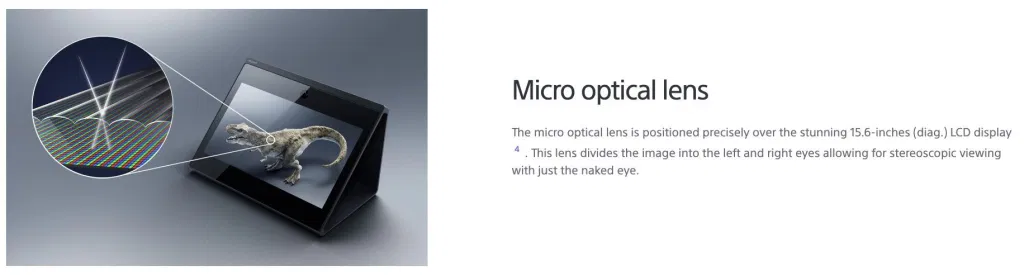 Micro optical lens
The micro optical lens is positioned precisely over the stunning 15.6-inches (diag.) LCD display
4 . This lens divides the image into the left and right eyes allowing for stereoscopic viewing
with just the naked eye.